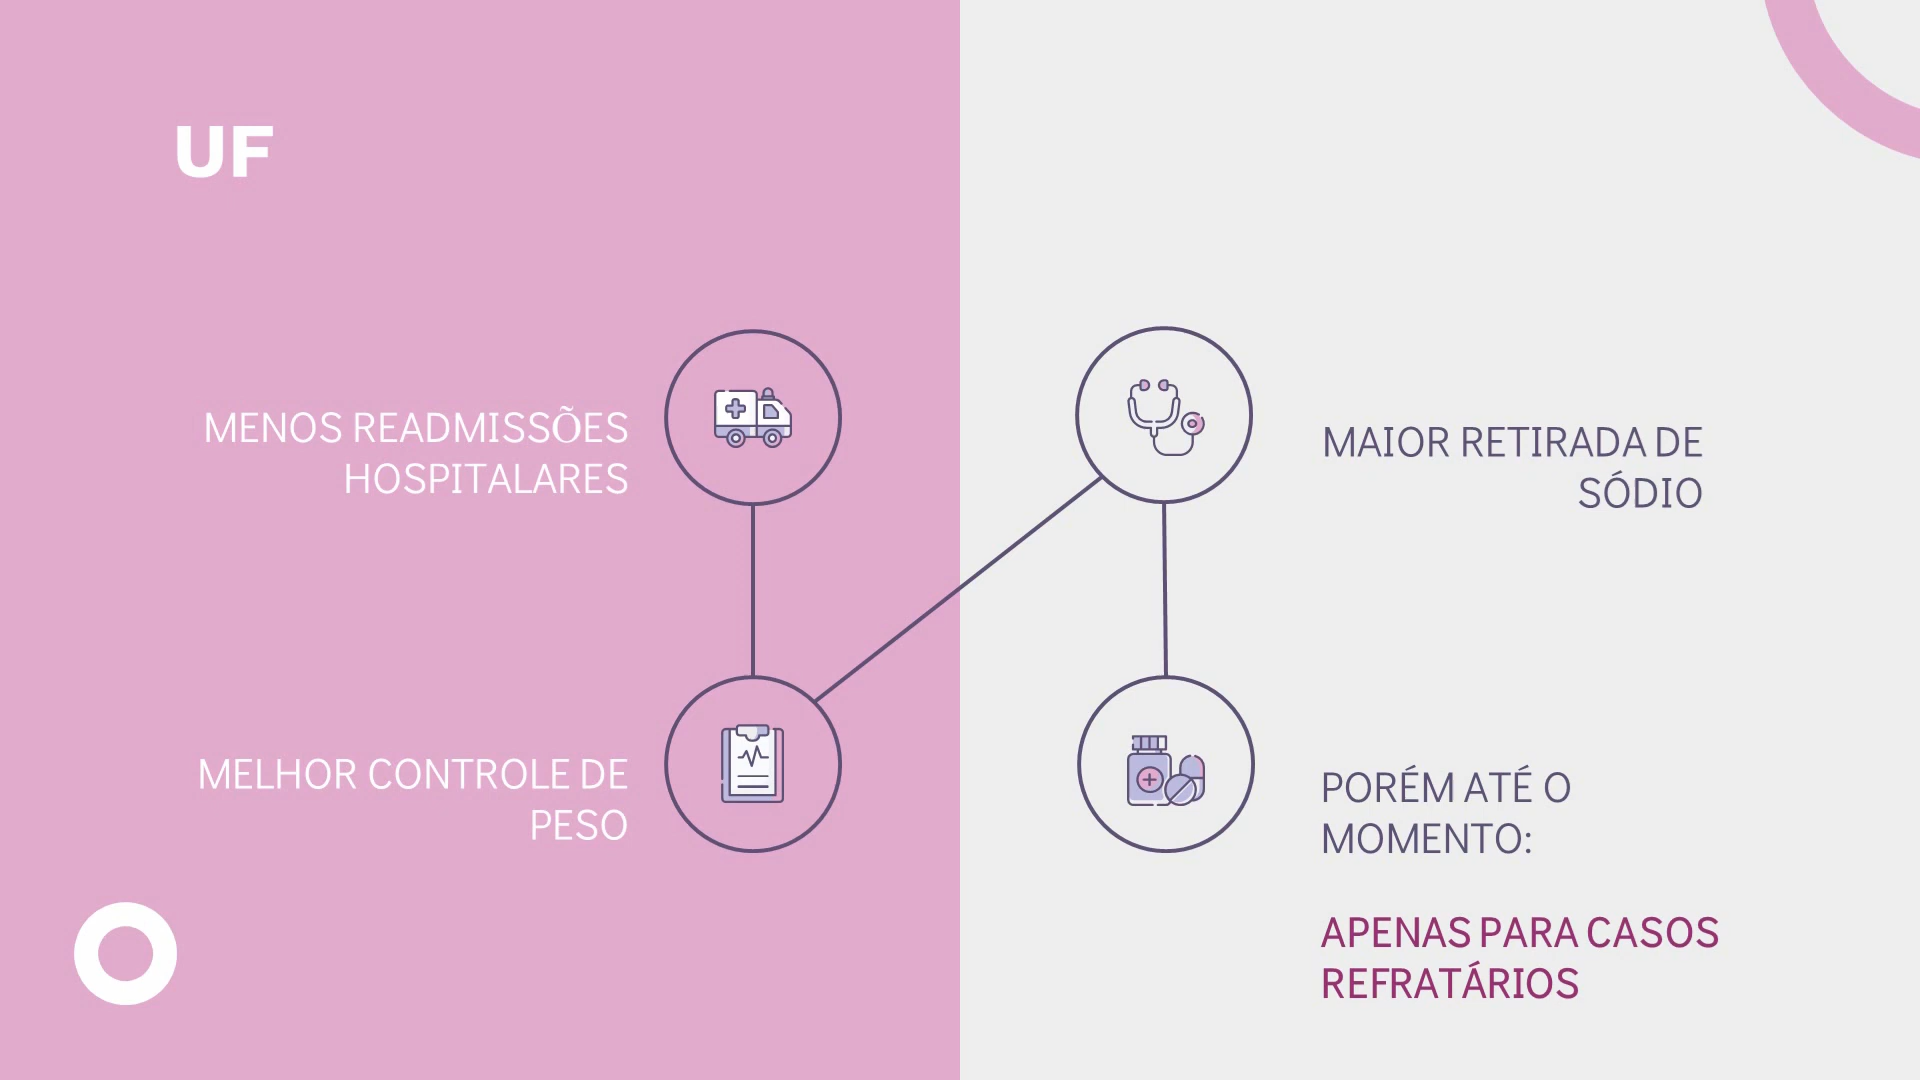 UF
MENOS READMISSÕES
HOSPITALARES
MELHOR CONTROLE DE
PESO
MAIOR RETIRADA DE
SÓDIO
PORÉM ATÉ O
MOMENTO:
APENAS PARA CASOS
REFRATÁRIOS